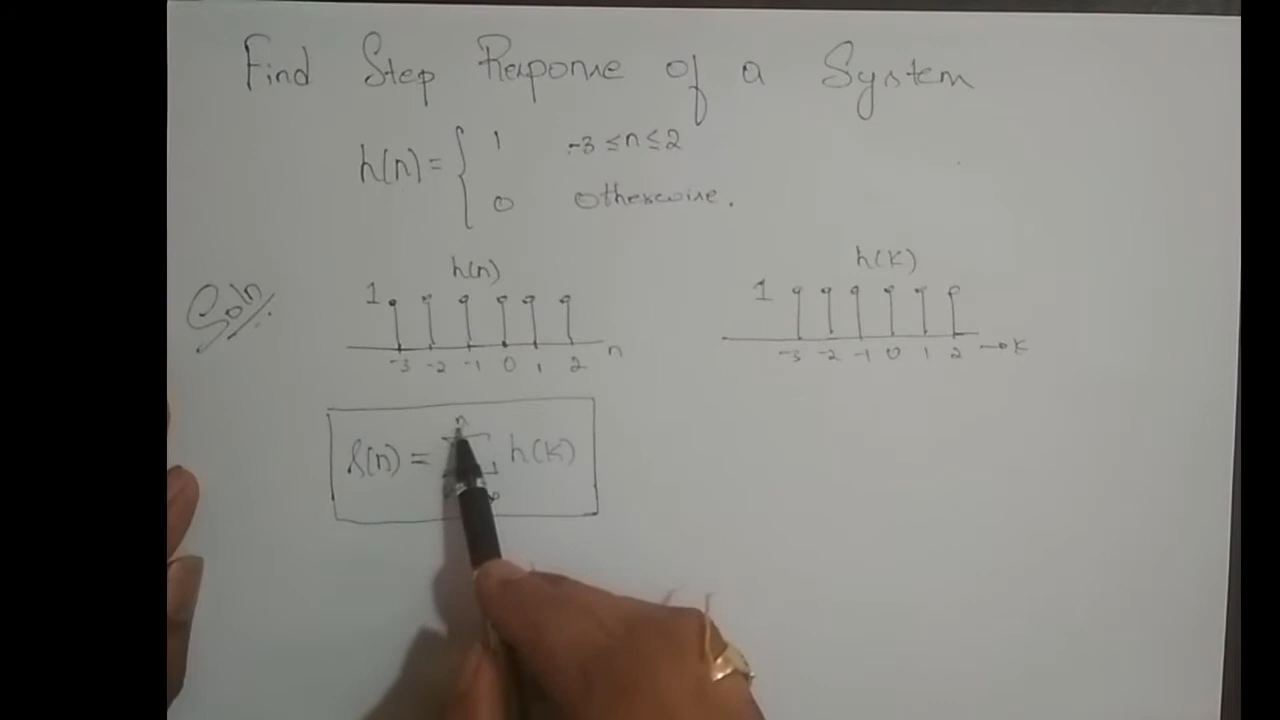 Find Step Response of a System
h(n) = { 1 -3 ≤ n ≤ 2
0 otherwise.
Soln
h(n)
1
-3 -2 -1 0 1 2 n
h(k)
1
-3 -2 -1 0 1 2 → k
s(n) = n Σ h(k)